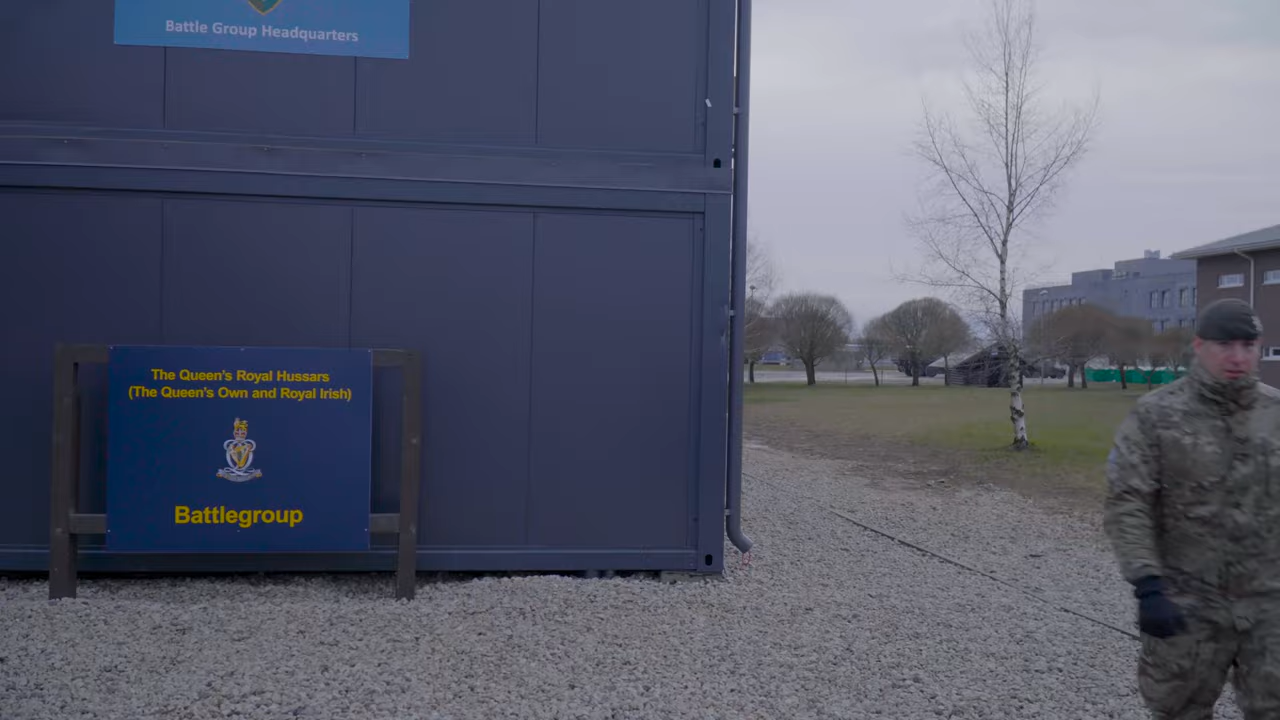 Battle Group Headquarters
The Queen's Royal Hussars
(The Queen's Own and Royal Irish)
Battlegroup